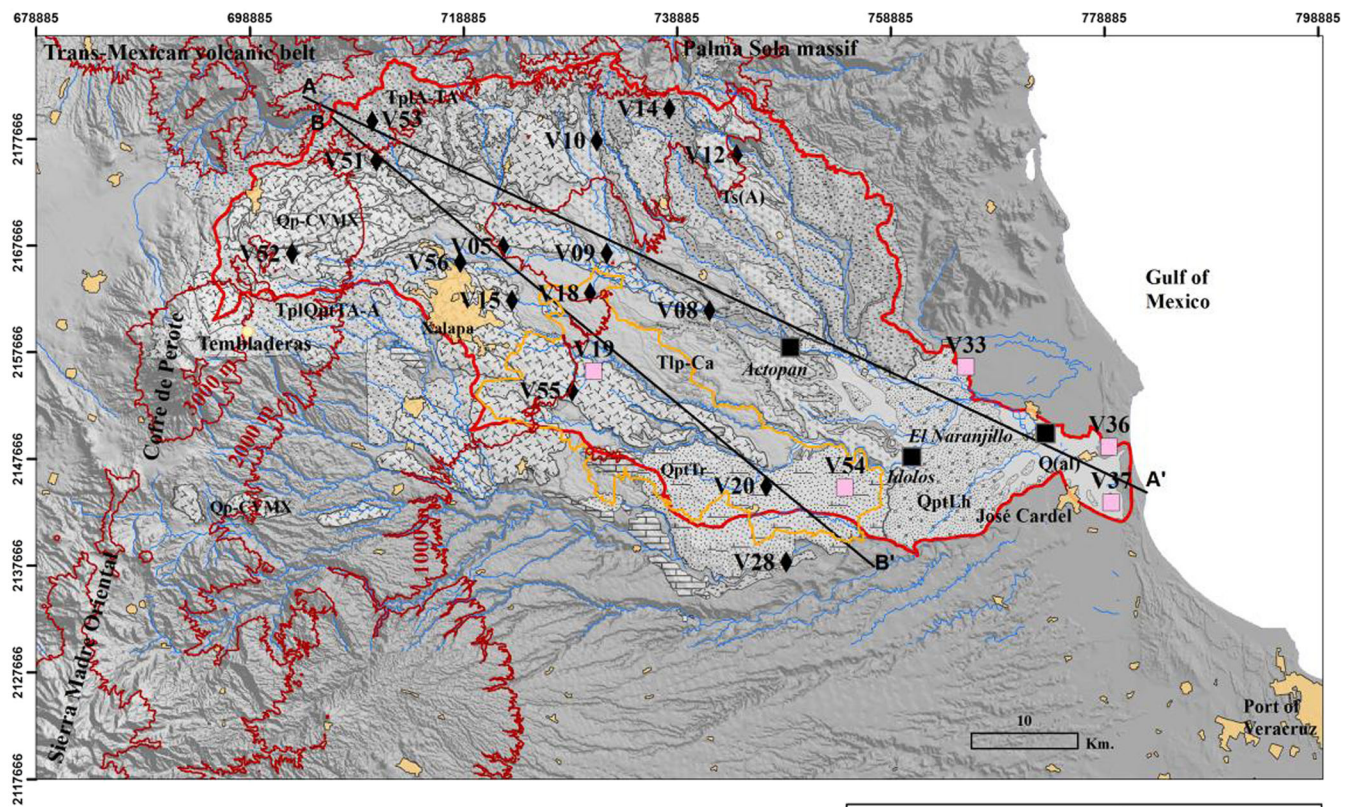 678885 698885 718885 738885 758885 778885 798885
Trans-Mexican volcanic belt
Palma Sola massif
A
TplA-TA
V14
V53
B
2177666
V10
V12
V51
Ts(A)
Qp-CVMX
2167666
V05
V09
V52
V56
Gulf of
Mexico
V18
V15
V08
TplQptTA-A
Xalapa
Tembladeras
2157666
V19
Tlp-Ca
V33
Actopan
3000 m
V55
Cofre de Perote
V36
2000 m
El Naranjillo
2147666
Q(al)
QptTr
V54
Idolos
A'
V20
V37
QptLh
Qp-CVMX
José Cardel
1000 m
2137666
V28
B'
Sierra Madre Oriental
2127666
Port of
Veracruz
10
Km.
2117666